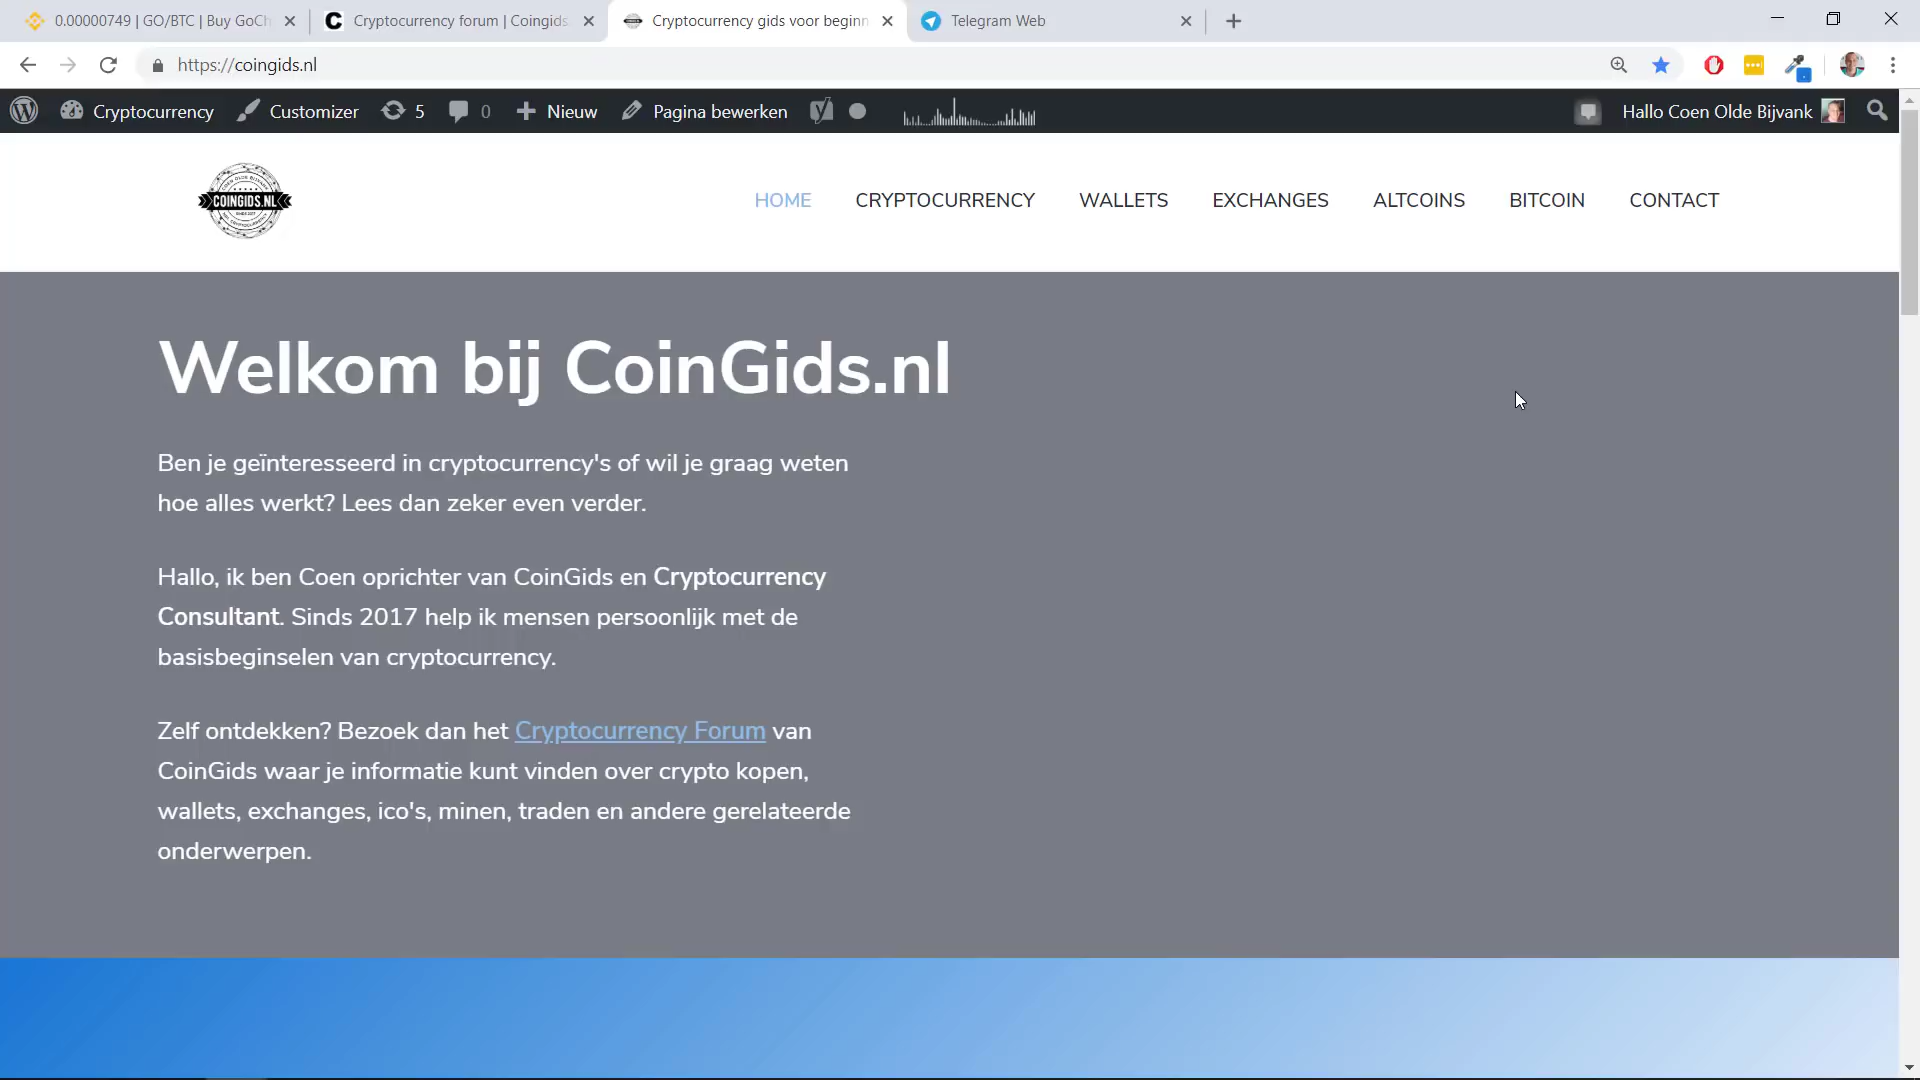 0.00000749 | GO/BTC | Buy GoCh
Cryptocurrency forum | Coingids
Cryptocurrency gids voor beginn
Telegram Web
https://coingids.nl
Cryptocurrency
Customizer
5
0
Nieuw
Pagina bewerken
Hallo Coen Olde Bijvank
COEN OLDE BIJVANK
COINGIDS.NL
SINDS 2017
HOME
CRYPTOCURRENCY
WALLETS
EXCHANGES
ALTCOINS
BITCOIN
CONTACT
Welkom bij CoinGids.nl
Ben je geïnteresseerd in cryptocurrency's of wil je graag weten
hoe alles werkt? Lees dan zeker even verder.
Hallo, ik ben Coen oprichter van CoinGids en Cryptocurrency
Consultant. Sinds 2017 help ik mensen persoonlijk met de
basisbeginselen van cryptocurrency.
Zelf ontdekken? Bezoek dan het Cryptocurrency Forum van
CoinGids waar je informatie kunt vinden over crypto kopen,
wallets, exchanges, ico's, minen, traden en andere gerelateerde
onderwerpen.